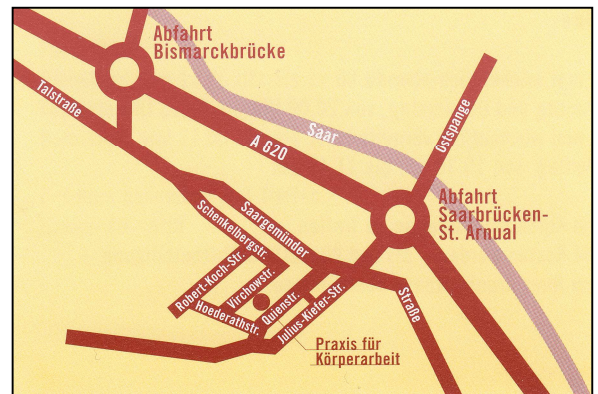 Abfahrt
Bismarckbrücke
Talstraße
Saar
A 620
Ostspange
Abfahrt
Saarbrücken-
St. Arnual
Schenkelbergstr.
Saargemünder
Straße
Robert-Koch-Str.
Virchowstr.
Hoederathstr.
Quienstr.
Julius-Kiefer-Str.
Praxis für
Körperarbeit